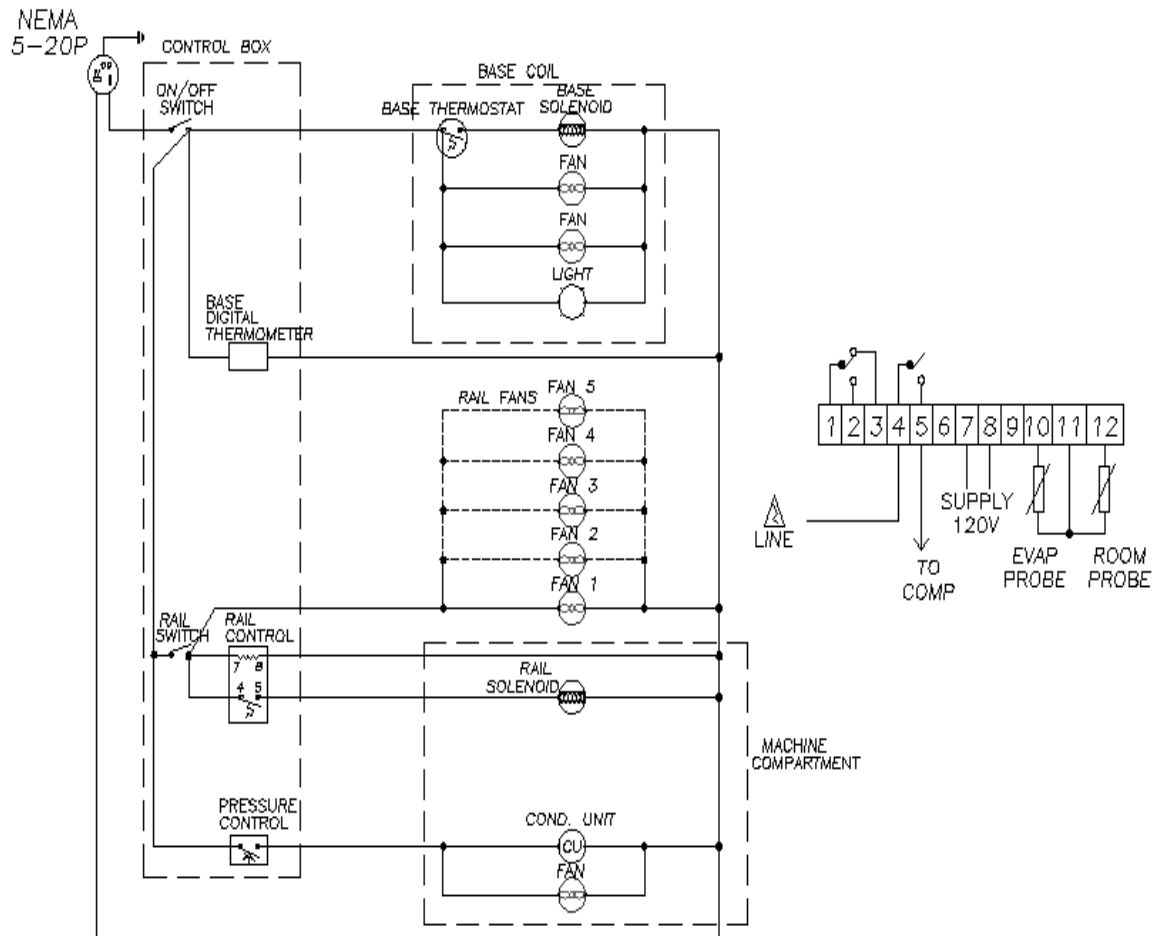 NEMA
5-20P
CONTROL BOX
ON/OFF
SWITCH
BASE COIL
BASE THERMOSTAT
BASE
SOLENOID
FAN
FAN
LIGHT
BASE
DIGITAL
THERMOMETER
RAIL FANS
FAN 5
FAN 4
FAN 3
FAN 2
FAN 1
RAIL
SWITCH
RAIL
CONTROL
7 8
4 5
RAIL
SOLENOID
MACHINE
COMPARTMENT
PRESSURE
CONTROL
COND. UNIT
CU
FAN
1 2 3 4 5 6 7 8 9 10 11 12
LINE
SUPPLY
120V
TO
COMP
EVAP
PROBE
ROOM
PROBE